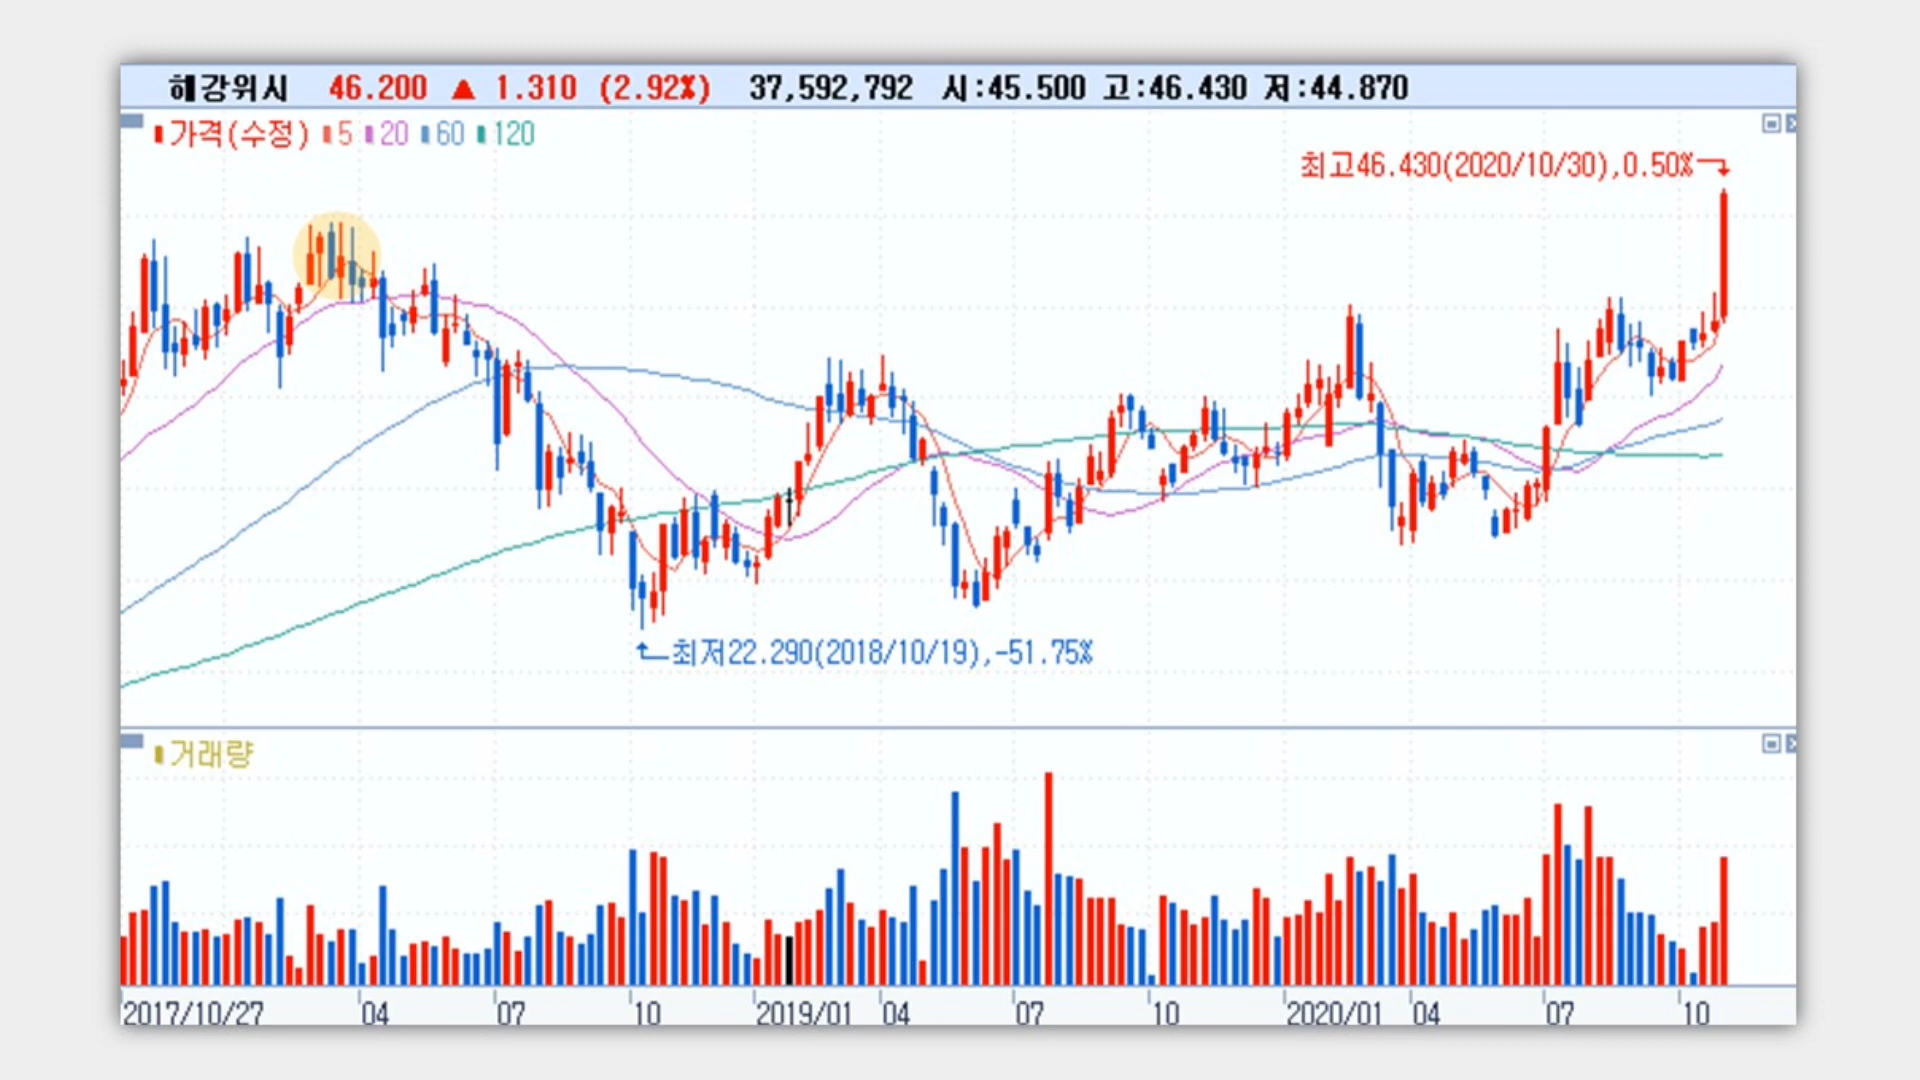 해강위시 46.200 ▲ 1.310 (2.92%) 37,592,792 시:45.500 고:46.430 저:44.870
가격(수정) 5 20 60 120
최고46.430(2020/10/30),0.50%
최저22.290(2018/10/19),-51.75%
거래량
2017/10/27 04 07 10 2019/01 04 07 10 2020/01 04 07 10